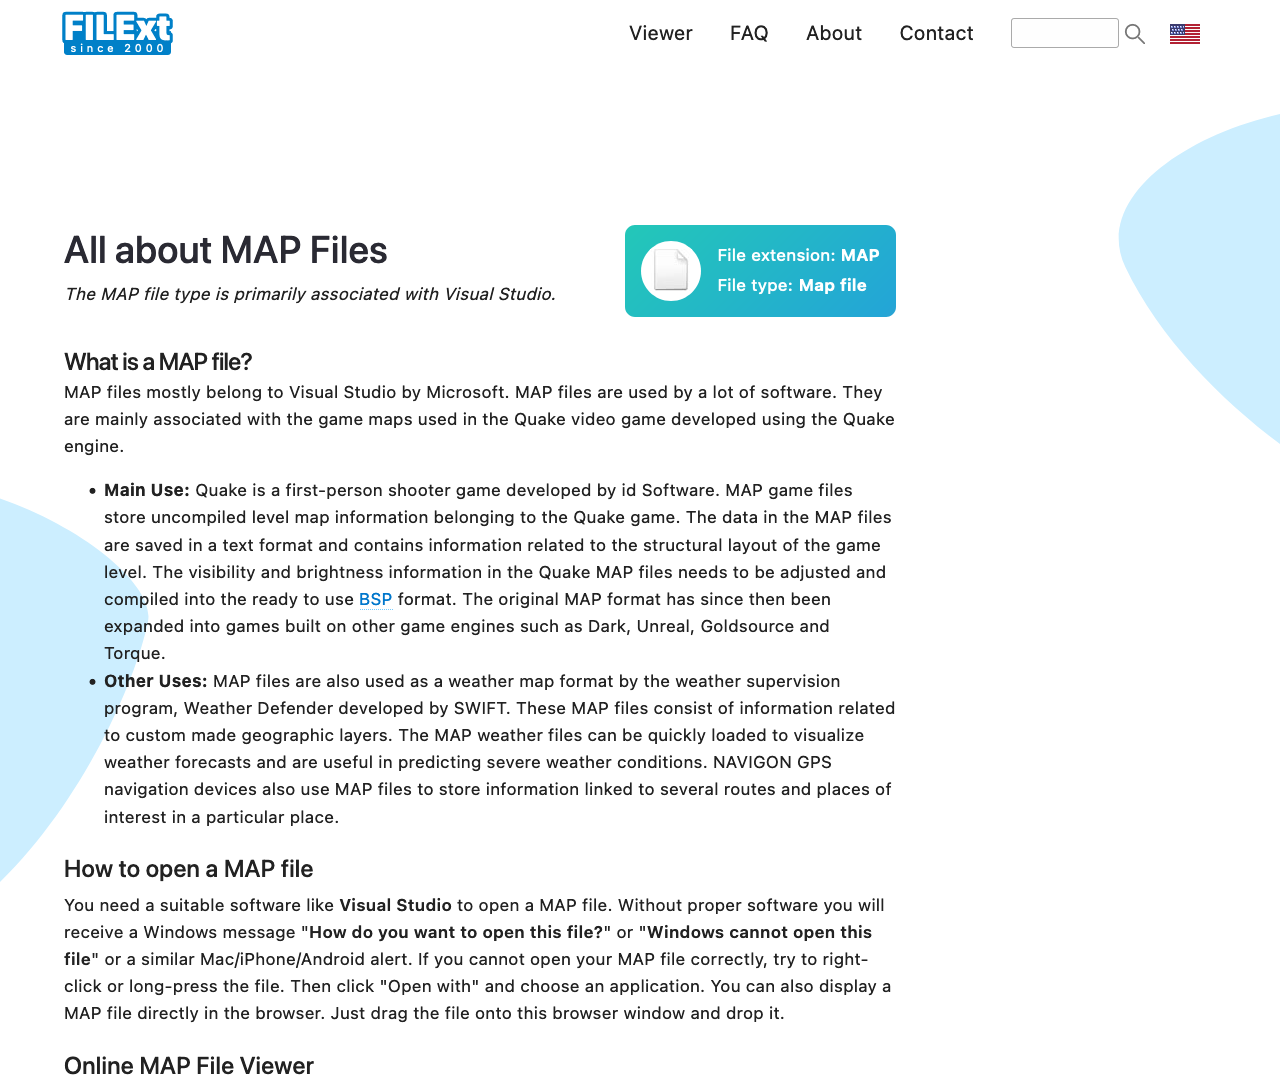 FILExt
since 2000
Viewer FAQ About Contact
All about MAP Files
The MAP file type is primarily associated with Visual Studio.
File extension: MAP
File type: Map file
What is a MAP file?
MAP files mostly belong to Visual Studio by Microsoft. MAP files are used by a lot of software. They
are mainly associated with the game maps used in the Quake video game developed using the Quake
engine.
• Main Use: Quake is a first-person shooter game developed by id Software. MAP game files
store uncompiled level map information belonging to the Quake game. The data in the MAP files
are saved in a text format and contains information related to the structural layout of the game
level. The visibility and brightness information in the Quake MAP files needs to be adjusted and
compiled into the ready to use BSP format. The original MAP format has since then been
expanded into games built on other game engines such as Dark, Unreal, Goldsource and
Torque.
• Other Uses: MAP files are also used as a weather map format by the weather supervision
program, Weather Defender developed by SWIFT. These MAP files consist of information related
to custom made geographic layers. The MAP weather files can be quickly loaded to visualize
weather forecasts and are useful in predicting severe weather conditions. NAVIGON GPS
navigation devices also use MAP files to store information linked to several routes and places of
interest in a particular place.
How to open a MAP file
You need a suitable software like Visual Studio to open a MAP file. Without proper software you will
receive a Windows message "How do you want to open this file?" or "Windows cannot open this
file" or a similar Mac/iPhone/Android alert. If you cannot open your MAP file correctly, try to right-
click or long-press the file. Then click "Open with" and choose an application. You can also display a
MAP file directly in the browser. Just drag the file onto this browser window and drop it.
Online MAP File Viewer